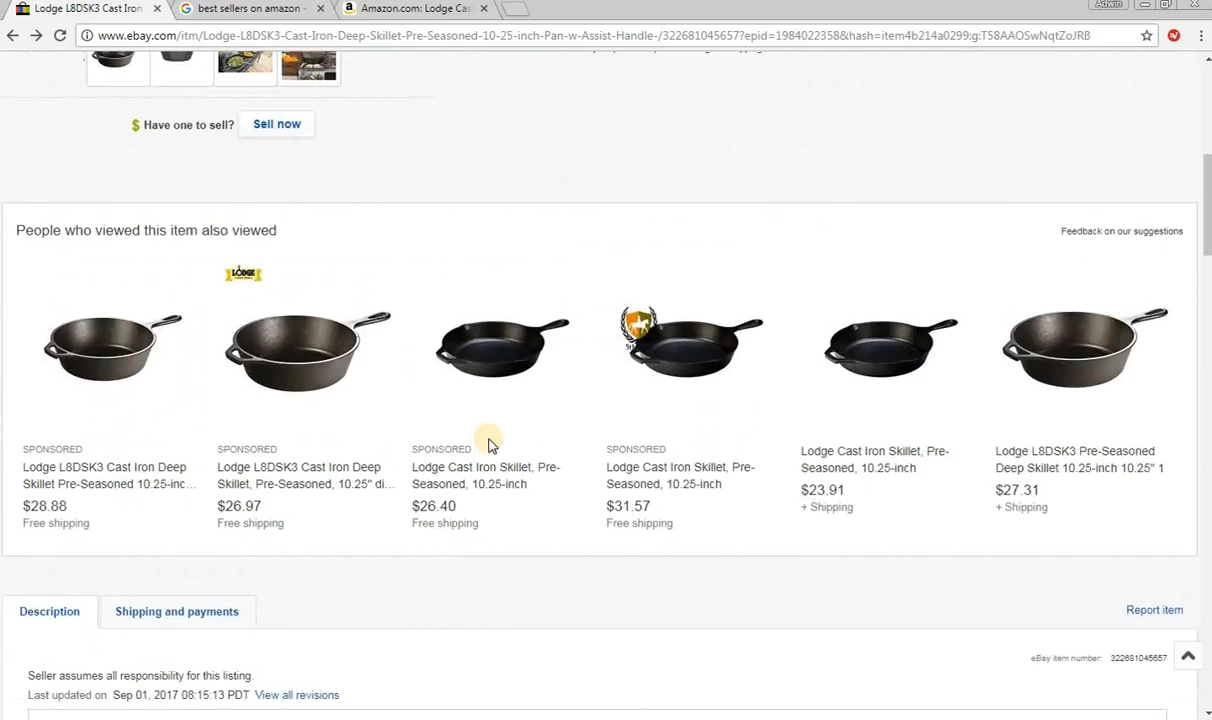 Lodge L8DSK3 Cast Iron
best sellers on amazon -
Amazon.com: Lodge Cas
Admin
www.ebay.com/itm/Lodge-L8DSK3-Cast-Iron-Deep-Skillet-Pre-Seasoned-10-25-inch-Pan-w-Assist-Handle-/322681045657?epid=1984022358&hash=item4b214a0299:g:T58AAOSwNqtZoJRB
Have one to sell? Sell now
People who viewed this item also viewed
Feedback on our suggestions
LODGE
SPONSORED
Lodge L8DSK3 Cast Iron Deep
Skillet Pre-Seasoned 10.25-inc...
$28.88
Free shipping
SPONSORED
Lodge L8DSK3 Cast Iron Deep
Skillet, Pre-Seasoned, 10.25" di...
$26.97
Free shipping
SPONSORED
Lodge Cast Iron Skillet, Pre-
Seasoned, 10.25-inch
$26.40
Free shipping
SPONSORED
Lodge Cast Iron Skillet, Pre-
Seasoned, 10.25-inch
$31.57
Free shipping
Lodge Cast Iron Skillet, Pre-
Seasoned, 10.25-inch
$23.91
+ Shipping
Lodge L8DSK3 Pre-Seasoned
Deep Skillet 10.25-inch 10.25" 1
$27.31
+ Shipping
Description
Shipping and payments
Report item
eBay item number: 322681045657
Seller assumes all responsibility for this listing.
Last updated on Sep 01, 2017 08:15:13 PDT View all revisions